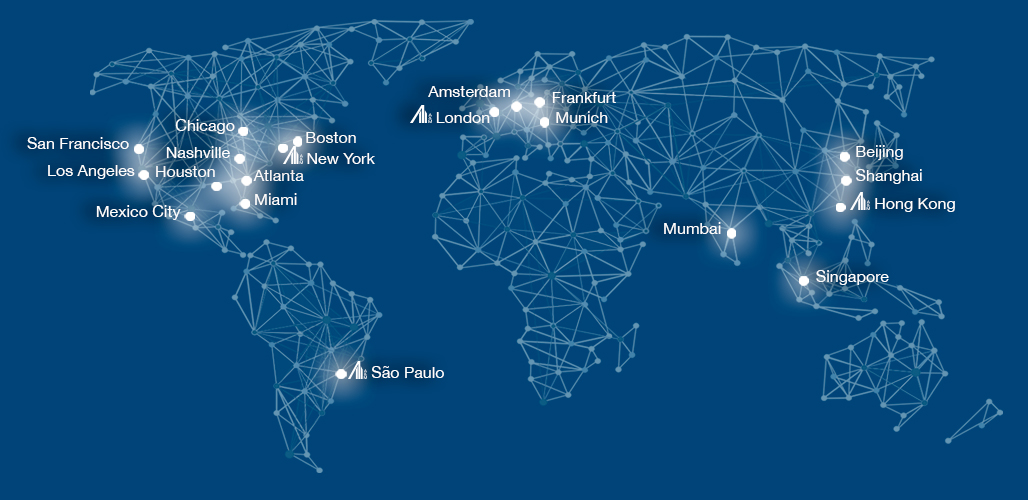 Amsterdam
Frankfurt
London
Munich
Chicago
Boston
San Francisco
Nashville
New York
Beijing
Los Angeles
Houston
Atlanta
Shanghai
Miami
Hong Kong
Mexico City
Mumbai
Singapore
São Paulo